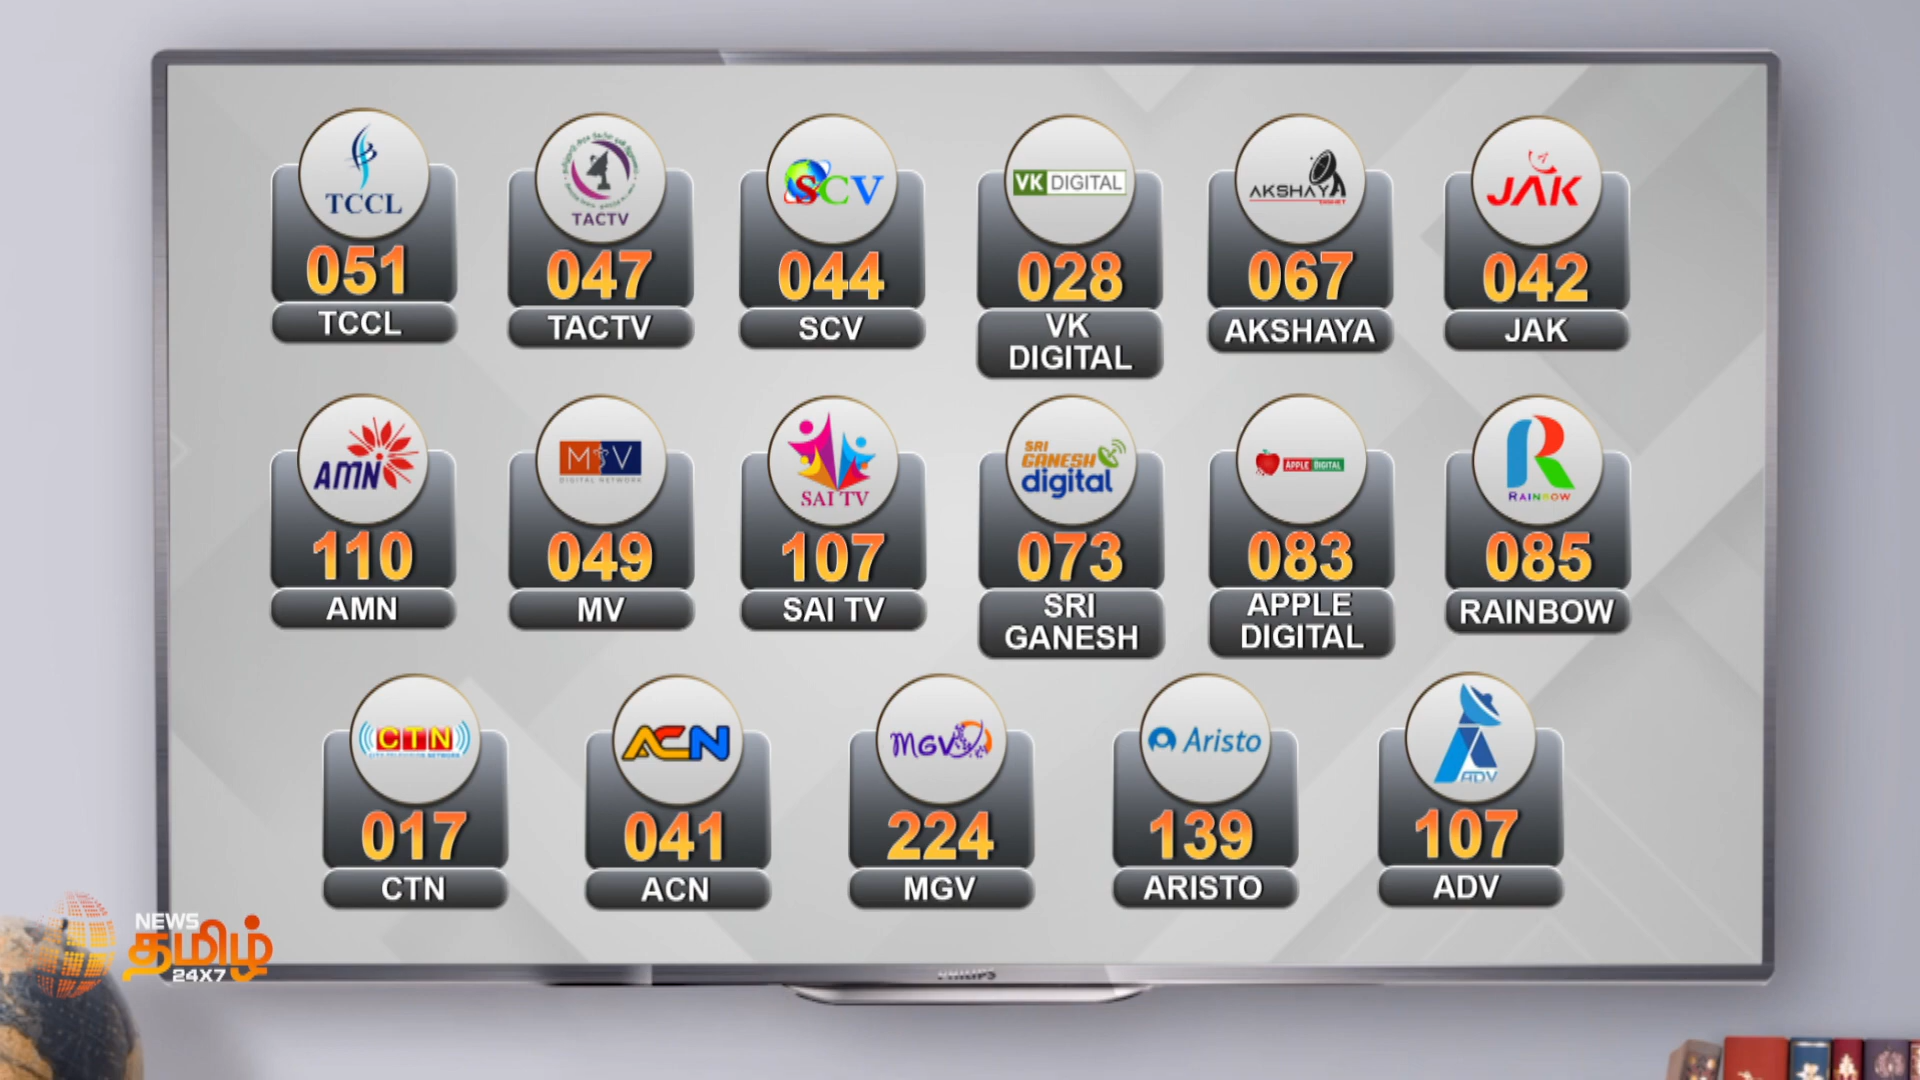 TCCL
051
TCCL
TACTV
047
TACTV
SCV
044
SCV
VK DIGITAL
028
VK
DIGITAL
AKSHAYA
067
AKSHAYA
JAK
042
JAK
AMN
110
AMN
MV
DIGITAL NETWORK
049
MV
SAI TV
107
SAI TV
SRI
GANESH
digital
073
SRI
GANESH
APPLE DIGITAL
083
APPLE
DIGITAL
RAINBOW
085
RAINBOW
CTN
017
CTN
ACN
041
ACN
MGV
224
MGV
Aristo
139
ARISTO
ADV
107
ADV
NEWS
தமிழ்
24X7
PHILIPS